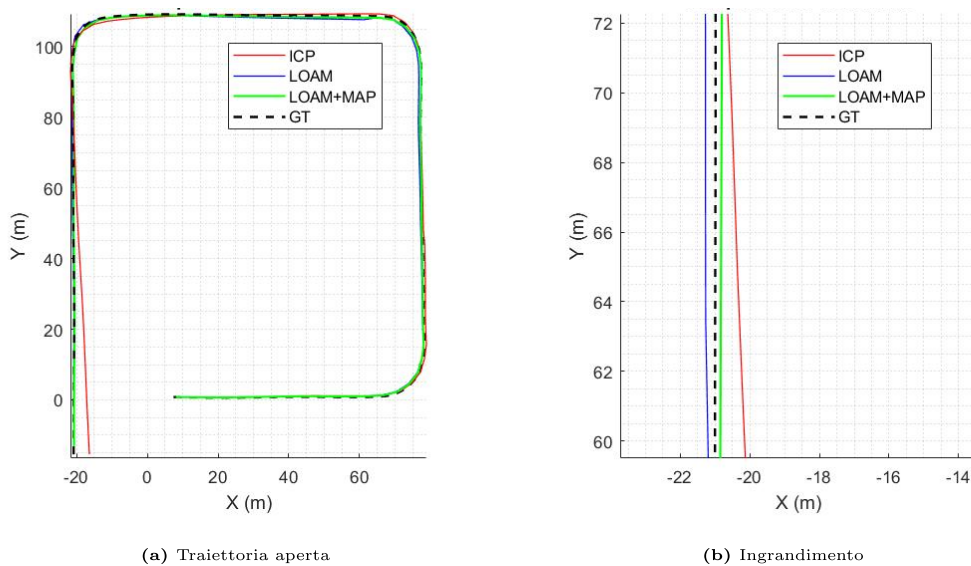 100
80
60
40
20
0
Y (m)
-20 0 20 40 60
X (m)
ICP
LOAM
LOAM+MAP
GT
72
70
68
66
64
62
60
Y (m)
-22 -20 -18 -16 -14
X (m)
ICP
LOAM
LOAM+MAP
GT
(a) Traiettoria aperta
(b) Ingrandimento